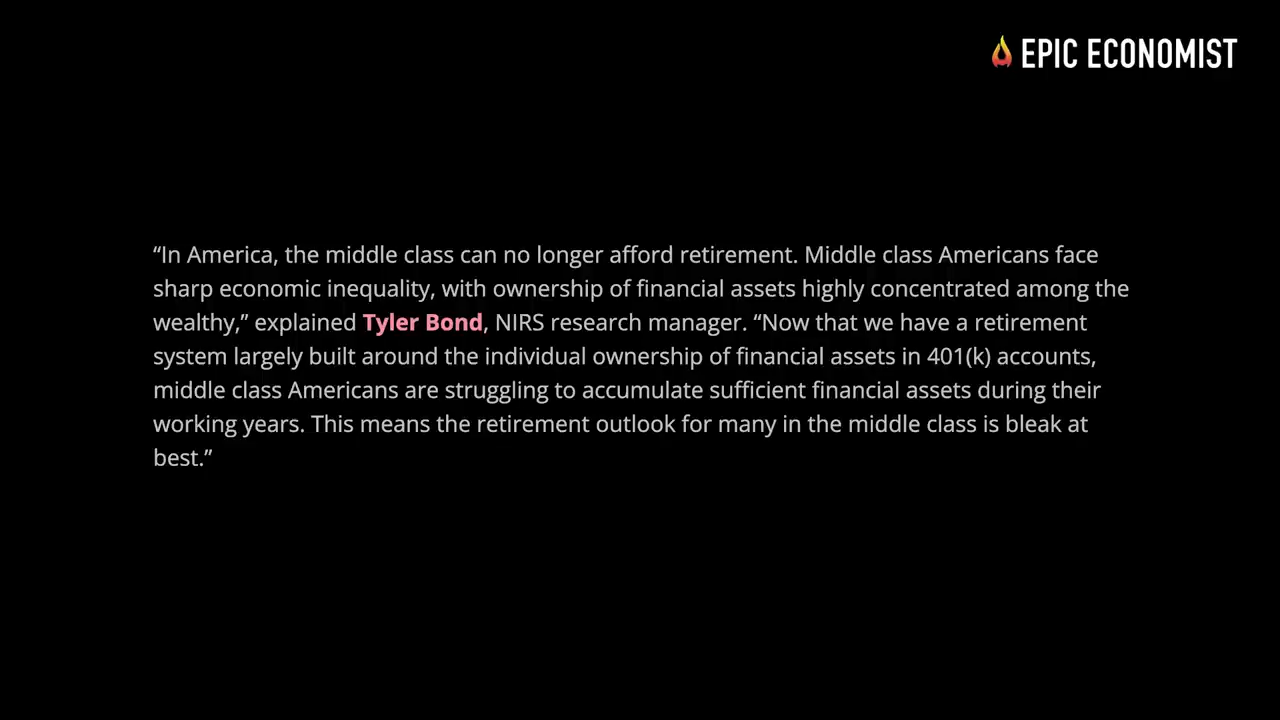 EPIC ECONOMIST
“In America, the middle class can no longer afford retirement. Middle class Americans face
sharp economic inequality, with ownership of financial assets highly concentrated among the
wealthy,” explained Tyler Bond, NIRS research manager. “Now that we have a retirement
system largely built around the individual ownership of financial assets in 401(k) accounts,
middle class Americans are struggling to accumulate sufficient financial assets during their
working years. This means the retirement outlook for many in the middle class is bleak at
best.”